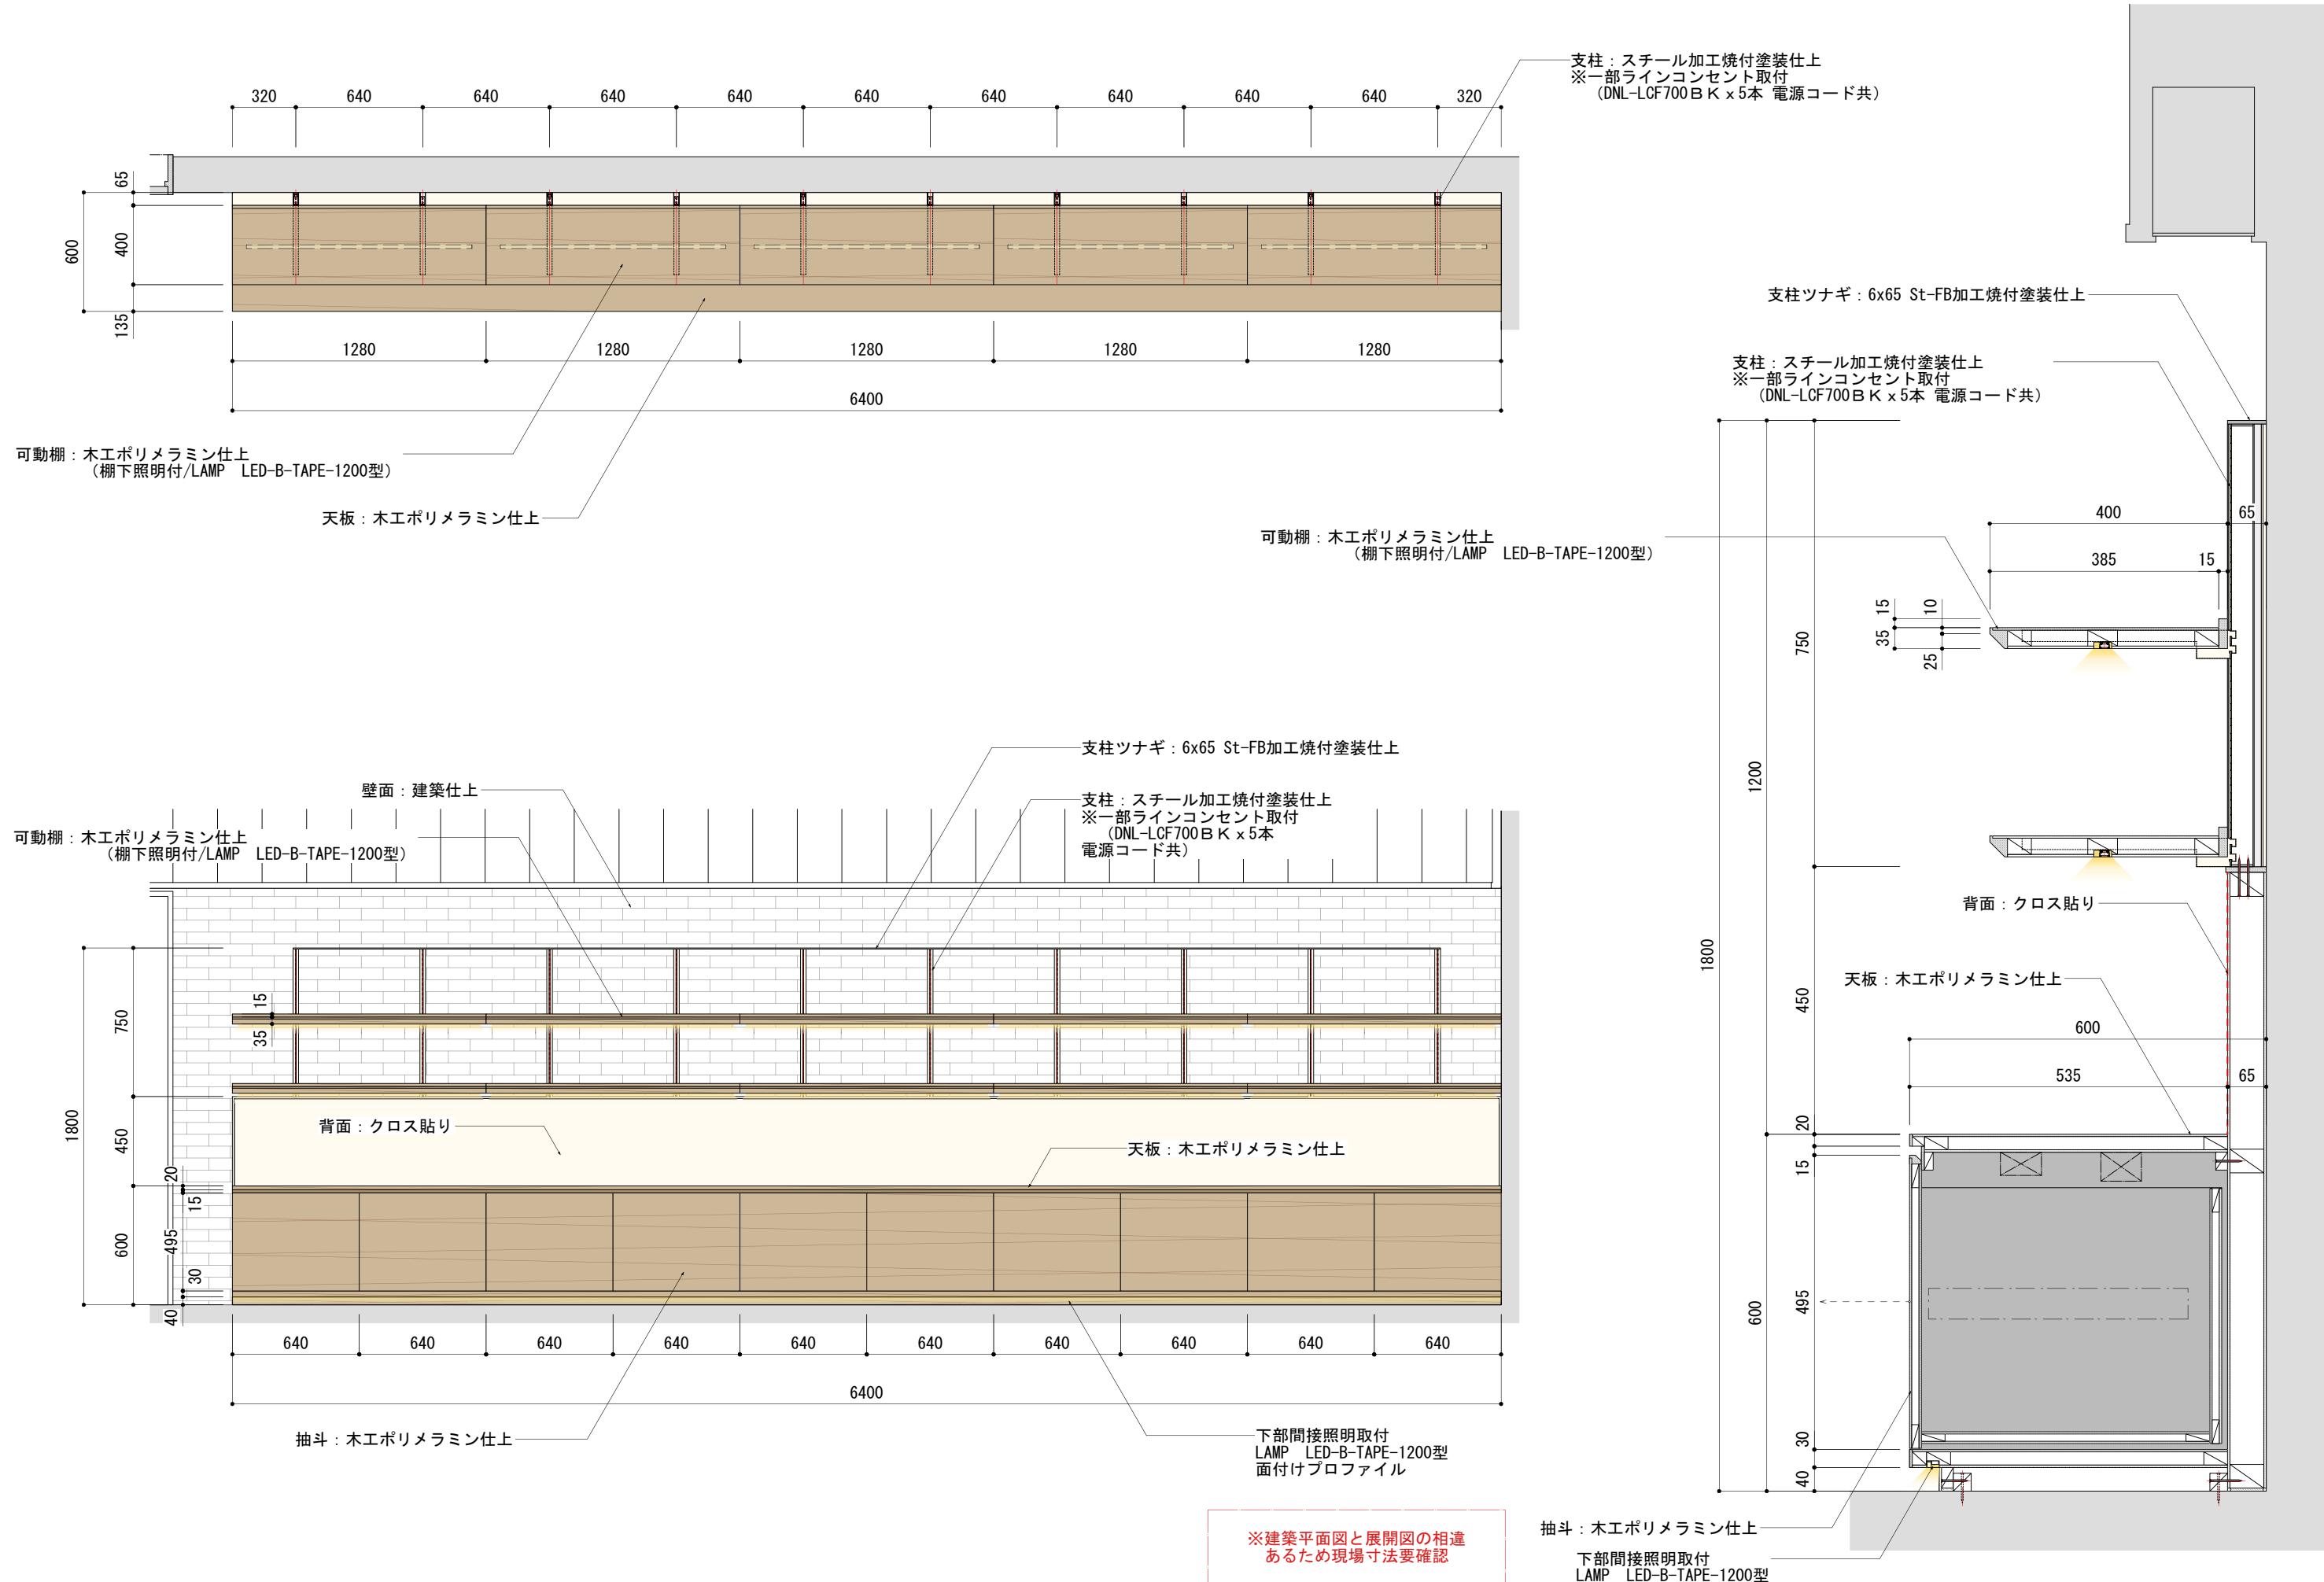 支柱：スチール加工焼付塗装仕上
※一部ラインコンセント取付
（DNL-LCF700ＢＫｘ5本 電源コード共）
320 640 640 640 640 640 640 640 640 640 320
65
400
135
600
1280 1280 1280 1280 1280
6400
可動棚：木工ポリメラミン仕上
（棚下照明付/LAMP　LED-B-TAPE-1200型）
天板：木工ポリメラミン仕上
支柱ツナギ：6x65 St-FB加工焼付塗装仕上
壁面：建築仕上
支柱：スチール加工焼付塗装仕上
※一部ラインコンセント取付
（DNL-LCF700ＢＫｘ5本
電源コード共）
可動棚：木工ポリメラミン仕上
（棚下照明付/LAMP　LED-B-TAPE-1200型）
15
35
750
450
600
1800
20
15
495
30
40
背面：クロス貼り
天板：木工ポリメラミン仕上
640 640 640 640 640 640 640 640 640 640
6400
抽斗：木工ポリメラミン仕上
下部間接照明取付
LAMP　LED-B-TAPE-1200型
面付けプロファイル
※建築平面図と展開図の相違
あるため現場寸法要確認
支柱ツナギ：6x65 St-FB加工焼付塗装仕上
支柱：スチール加工焼付塗装仕上
※一部ラインコンセント取付
（DNL-LCF700ＢＫｘ5本 電源コード共）
可動棚：木工ポリメラミン仕上
（棚下照明付/LAMP　LED-B-TAPE-1200型）
400 65
385 15
15 10
35 25
750
1200
1800
450
背面：クロス貼り
天板：木工ポリメラミン仕上
600
535 65
20
15
495
600
30
40
抽斗：木工ポリメラミン仕上
下部間接照明取付
LAMP　LED-B-TAPE-1200型